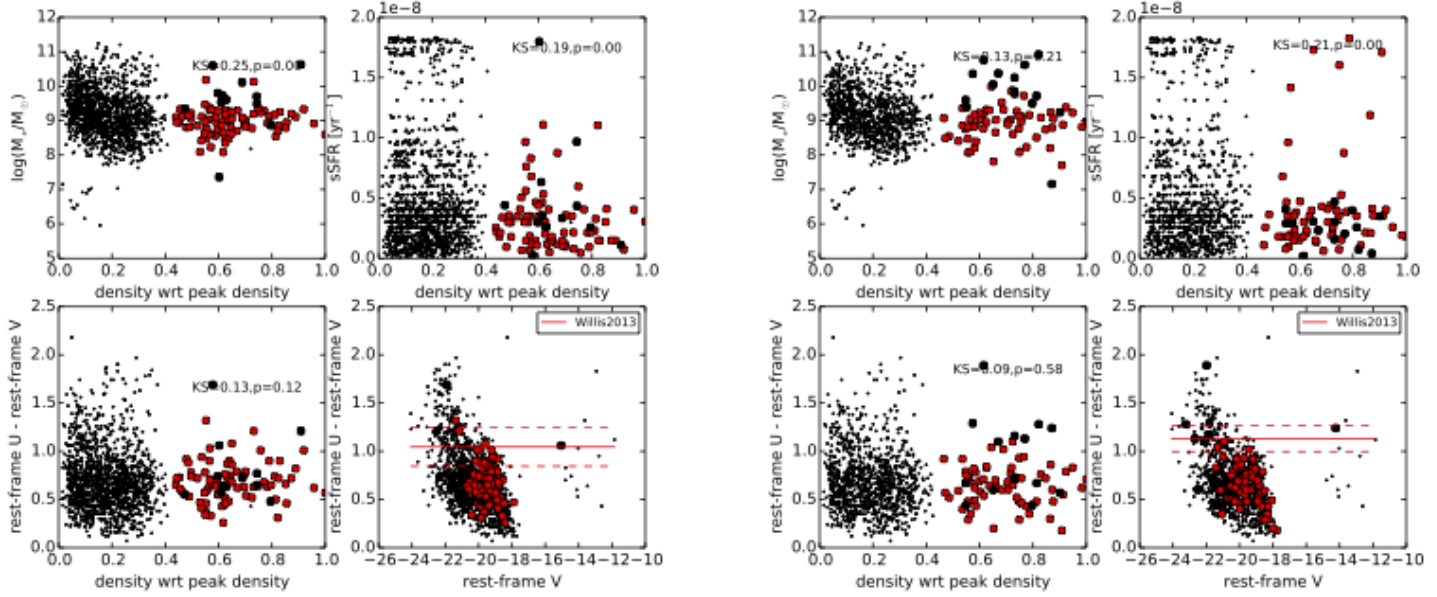 1e−8
1e−8
12
11
10
9
8
7
6
5
log(M_*/M_☉)
KS=0.25,p=0.00
0.0 0.2 0.4 0.6 0.8 1.0
density wrt peak density
2.0
1.5
1.0
0.5
0.0
sSFR [yr⁻¹]
KS=0.19,p=0.00
0.0 0.2 0.4 0.6 0.8 1.0
density wrt peak density
12
11
10
9
8
7
6
5
log(M_*/M_☉)
KS=0.13,p=0.21
0.0 0.2 0.4 0.6 0.8 1.0
density wrt peak density
2.0
1.5
1.0
0.5
0.0
sSFR [yr⁻¹]
KS=0.21,p=0.00
0.0 0.2 0.4 0.6 0.8 1.0
density wrt peak density
2.5
2.0
1.5
1.0
0.5
0.0
rest-frame U - rest-frame V
KS=0.13,p=0.12
0.0 0.2 0.4 0.6 0.8 1.0
density wrt peak density
2.5
2.0
1.5
1.0
0.5
0.0
rest-frame U - rest-frame V
Willis2013
−26−24−22−20−18−16−14−12−10
rest-frame V
2.5
2.0
1.5
1.0
0.5
0.0
rest-frame U - rest-frame V
KS=0.09,p=0.58
0.0 0.2 0.4 0.6 0.8 1.0
density wrt peak density
2.5
2.0
1.5
1.0
0.5
0.0
rest-frame U - rest-frame V
Willis2013
−26−24−22−20−18−16−14−12−10
rest-frame V